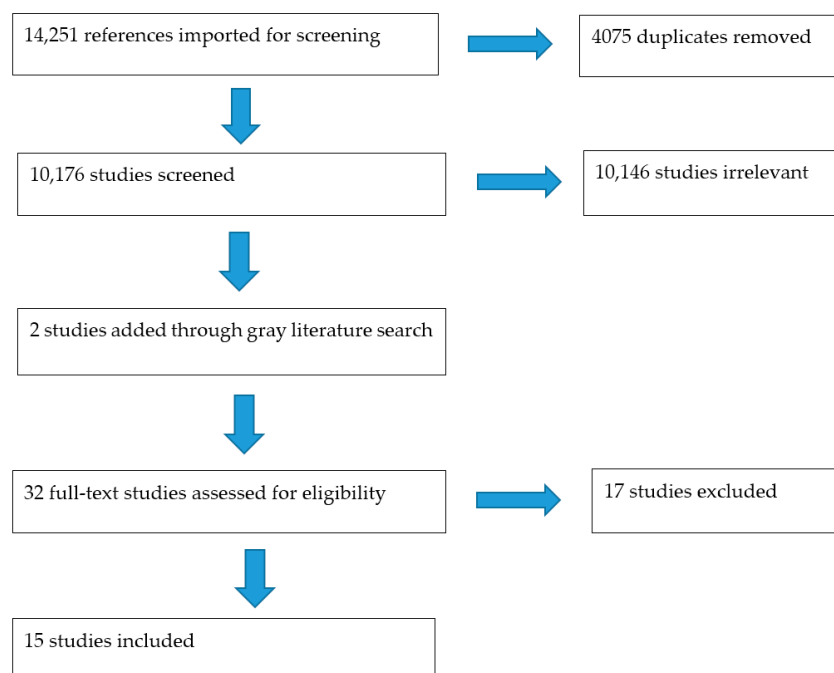 14,251 references imported for screening
4075 duplicates removed
10,176 studies screened
10,146 studies irrelevant
2 studies added through gray literature search
32 full-text studies assessed for eligibility
17 studies excluded
15 studies included